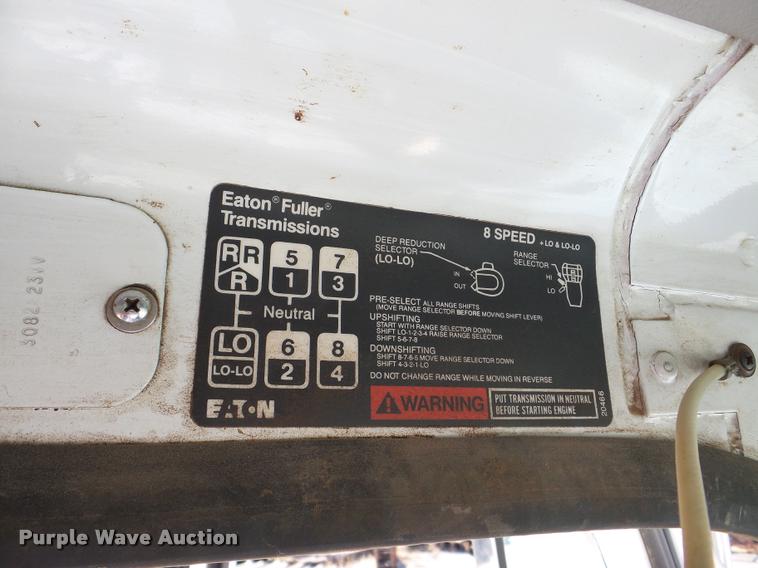 Eaton® Fuller®
Transmissions
8 SPEED + LO & LO-LO
R R
R
5
1
7
3
Neutral
LO
LO-LO
6
2
8
4
EATON
DEEP REDUCTION
SELECTOR
(LO-LO)
IN
OUT
RANGE
SELECTOR
HI
LO
PRE-SELECT ALL RANGE SHIFTS
(MOVE RANGE SELECTOR BEFORE MOVING SHIFT LEVER)
UPSHIFTING
START WITH RANGE SELECTOR DOWN
SHIFT LO-1-2-3-4 RAISE RANGE SELECTOR
SHIFT 5-6-7-8
DOWNSHIFTING
SHIFT 8-7-6-5 MOVE RANGE SELECTOR DOWN
SHIFT 4-3-2-1-LO
DO NOT CHANGE RANGE WHILE MOVING IN REVERSE
WARNING
PUT TRANSMISSION IN NEUTRAL
BEFORE STARTING ENGINE
20466
Purple Wave Auction